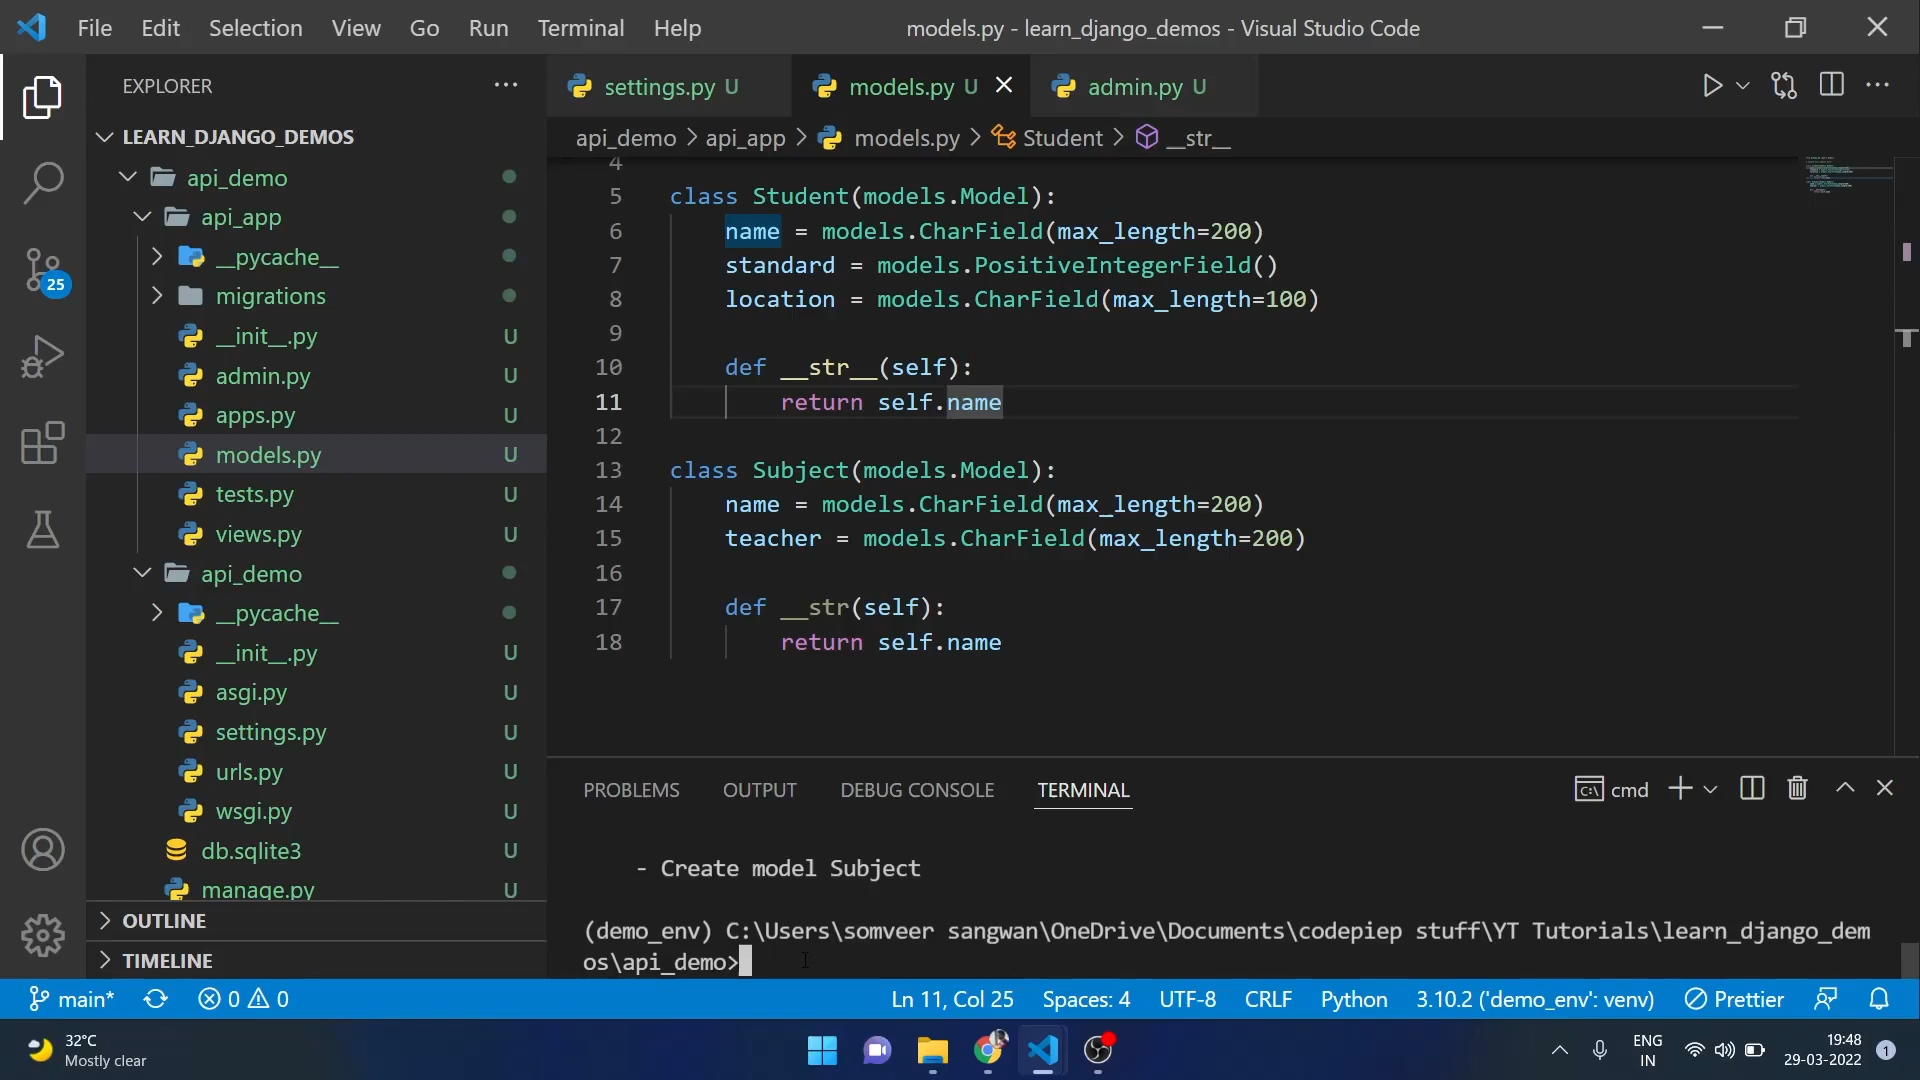 File Edit Selection View Go Run Terminal Help
models.py - learn_django_demos - Visual Studio Code
EXPLORER
LEARN_DJANGO_DEMOS
api_demo
api_app
__pycache__
migrations
__init__.py U
admin.py U
apps.py U
models.py U
tests.py U
views.py U
api_demo
__pycache__
__init__.py U
asgi.py U
settings.py U
urls.py U
wsgi.py U
db.sqlite3 U
manage.py U
OUTLINE
TIMELINE
25
settings.py U
models.py U
admin.py U
api_demo > api_app > models.py > Student > __str__
4
5 class Student(models.Model):
6 name = models.CharField(max_length=200)
7 standard = models.PositiveIntegerField()
8 location = models.CharField(max_length=100)
9
10 def __str__(self):
11 return self.name
12
13 class Subject(models.Model):
14 name = models.CharField(max_length=200)
15 teacher = models.CharField(max_length=200)
16
17 def __str(self):
18 return self.name
PROBLEMS OUTPUT DEBUG CONSOLE TERMINAL
cmd
- Create model Subject
(demo_env) C:\Users\somveer sangwan\OneDrive\Documents\codepiep stuff\YT Tutorials\learn_django_dem
os\api_demo>
main* 0 0 Ln 11, Col 25 Spaces: 4 UTF-8 CRLF Python 3.10.2 ('demo_env': venv) Prettier
32°C
Mostly clear
ENG
IN
19:48
29-03-2022
1